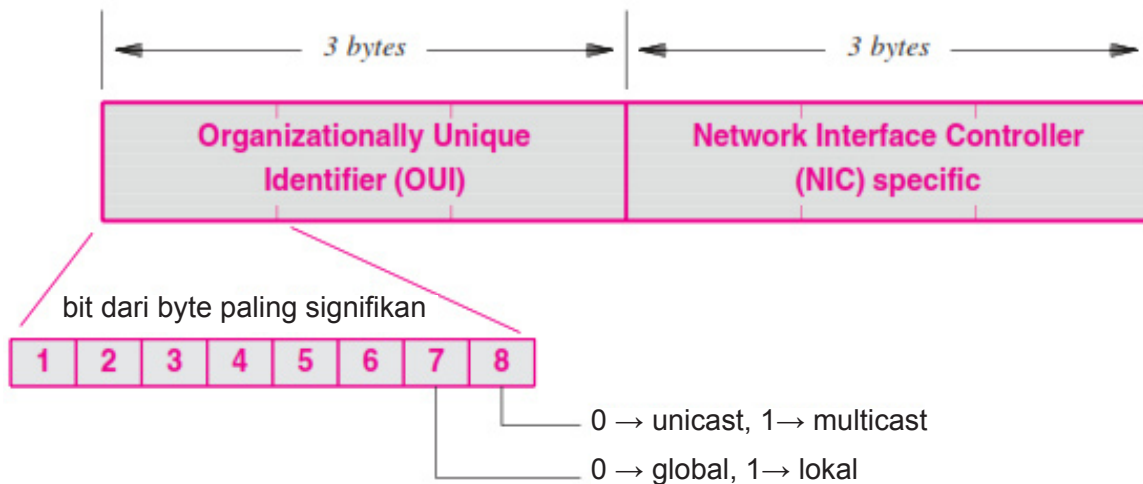 3 bytes 3 bytes
Organizationally Unique
Identifier (OUI)
Network Interface Controller
(NIC) specific
bit dari byte paling signifikan
1 2 3 4 5 6 7 8
0 → unicast, 1→ multicast
0 → global, 1→ lokal